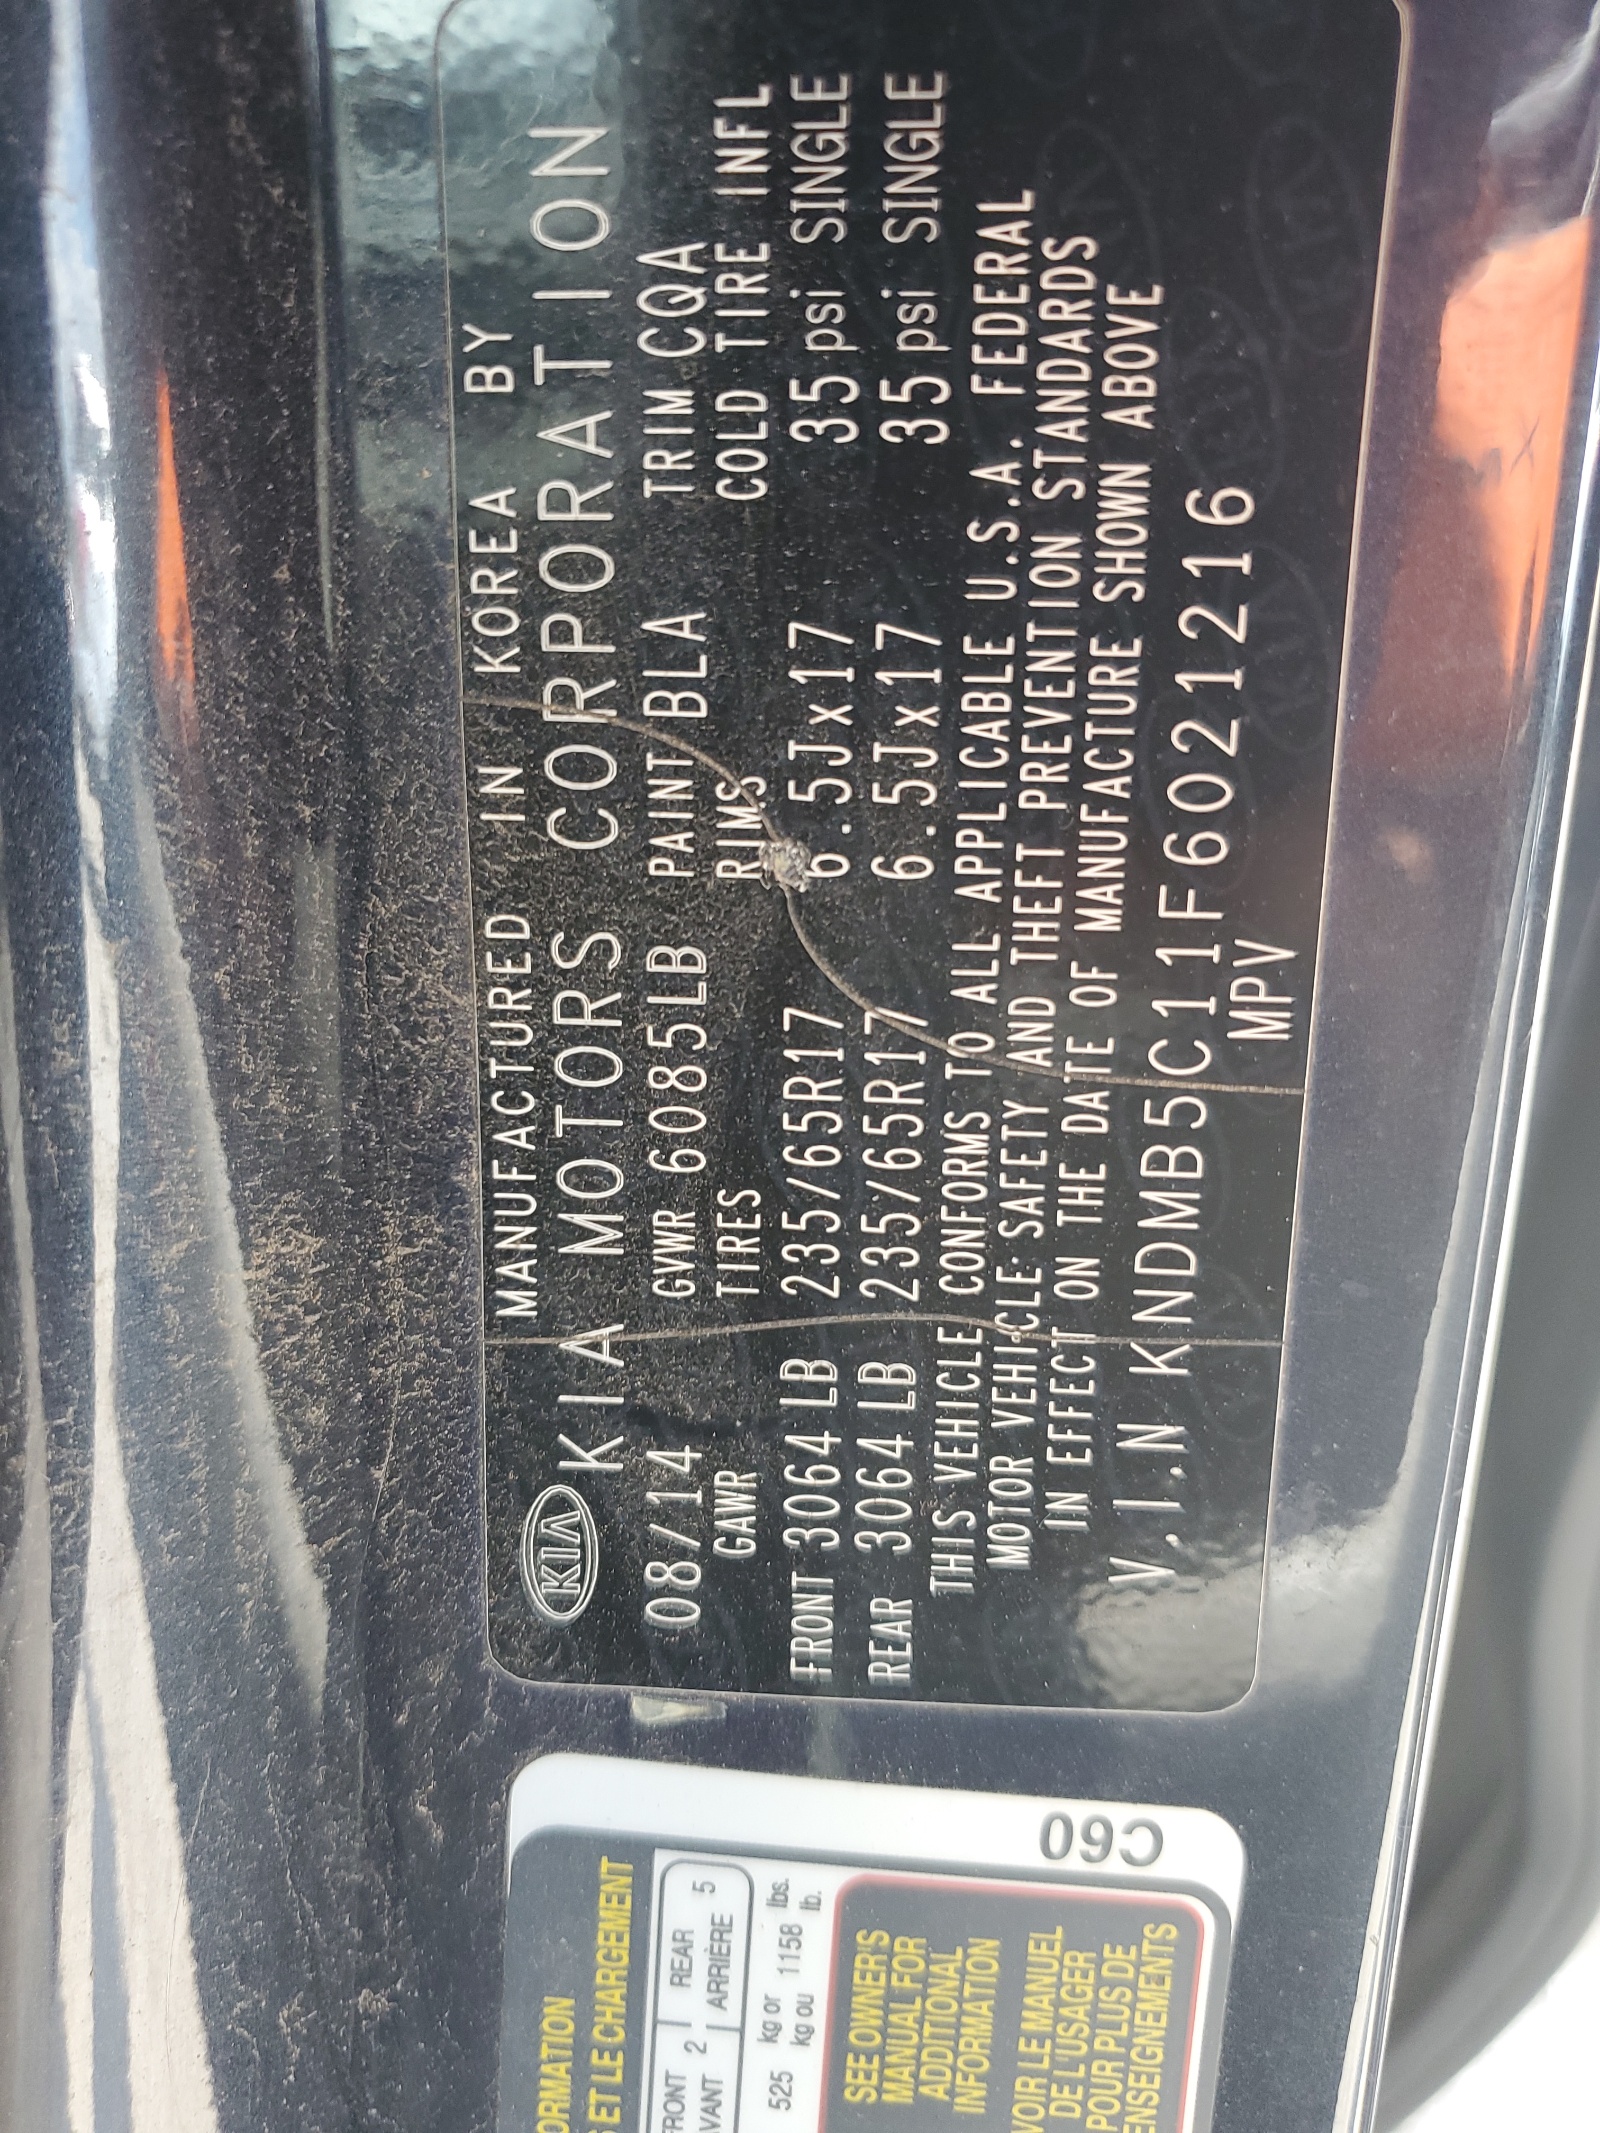 MANUFACTURED IN KOREA BY
KIA KIA MOTORS CORPORATION
08/14 GVWR 6085LB PAINT BLA TRIM CQA
GAWR TIRES RIMS COLD TIRE INFL
FRONT 3064 LB 235/65R17 6.5Jx17 35 psi SINGLE
REAR 3064 LB 235/65R17 6.5Jx17 35 psi SINGLE
THIS VEHICLE CONFORMS TO ALL APPLICABLE U.S.A. FEDERAL
MOTOR VEHICLE SAFETY AND THEFT PREVENTION STANDARDS
IN EFFECT ON THE DATE OF MANUFACTURE SHOWN ABOVE
V.I.N KNDMB5C11F6021216
MPV
ET LE CHARGEMENT
FRONT 2 REAR 5
ARRIÈRE
525 kg or 1158 lbs.
kg ou lb.
SEE OWNER'S
MANUAL FOR
ADDITIONAL
INFORMATION
VOIR LE MANUEL
DE L'USAGER
POUR PLUS DE
C60